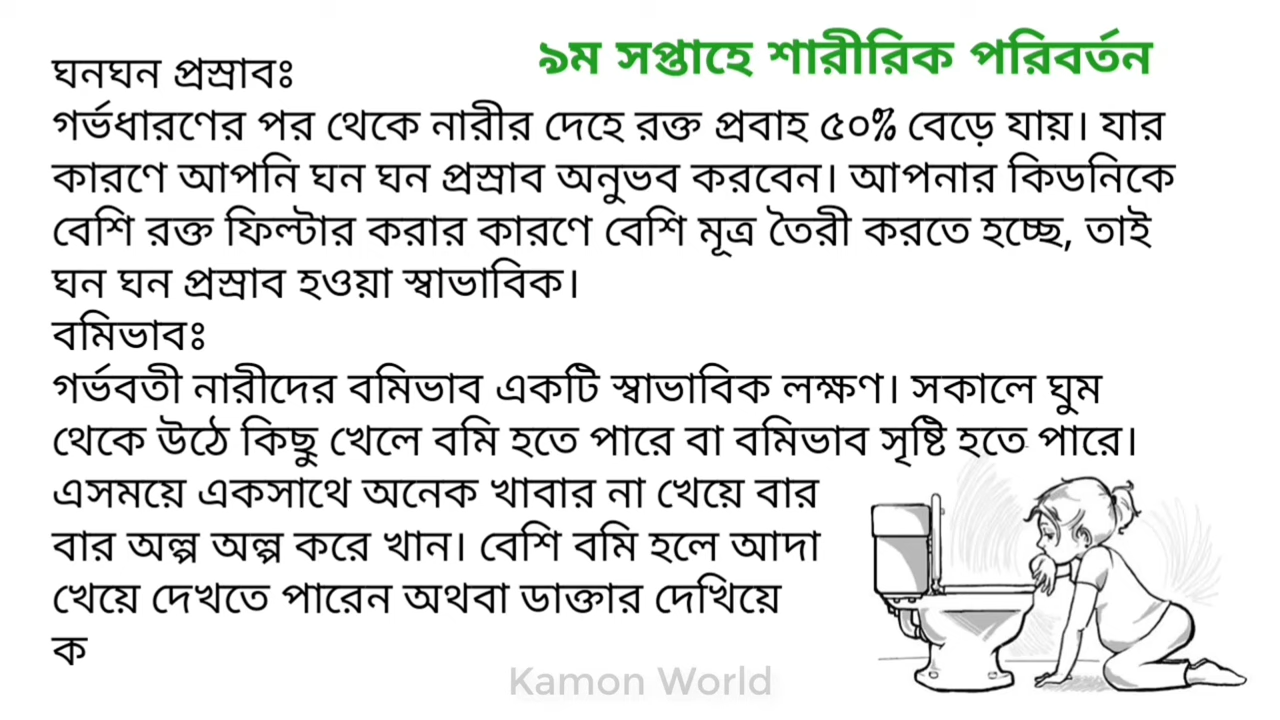 ৯ম সপ্তাহে শারীরিক পরিবর্তন
ঘনঘন প্রস্রাবঃ
গর্ভধারণের পর থেকে নারীর দেহে রক্ত প্রবাহ ৫০% বেড়ে যায়। যার
কারণে আপনি ঘন ঘন প্রস্রাব অনুভব করবেন। আপনার কিডনিকে
বেশি রক্ত ফিল্টার করার কারণে বেশি মূত্র তৈরী করতে হচ্ছে, তাই
ঘন ঘন প্রস্রাব হওয়া স্বাভাবিক।
বমিভাবঃ
গর্ভবতী নারীদের বমিভাব একটি স্বাভাবিক লক্ষণ। সকালে ঘুম
থেকে উঠে কিছু খেলে বমি হতে পারে বা বমিভাব সৃষ্টি হতে পারে।
এসময়ে একসাথে অনেক খাবার না খেয়ে বার
বার অল্প অল্প করে খান। বেশি বমি হলে আদা
খেয়ে দেখতে পারেন অথবা ডাক্তার দেখিয়ে
ক
Kamon World